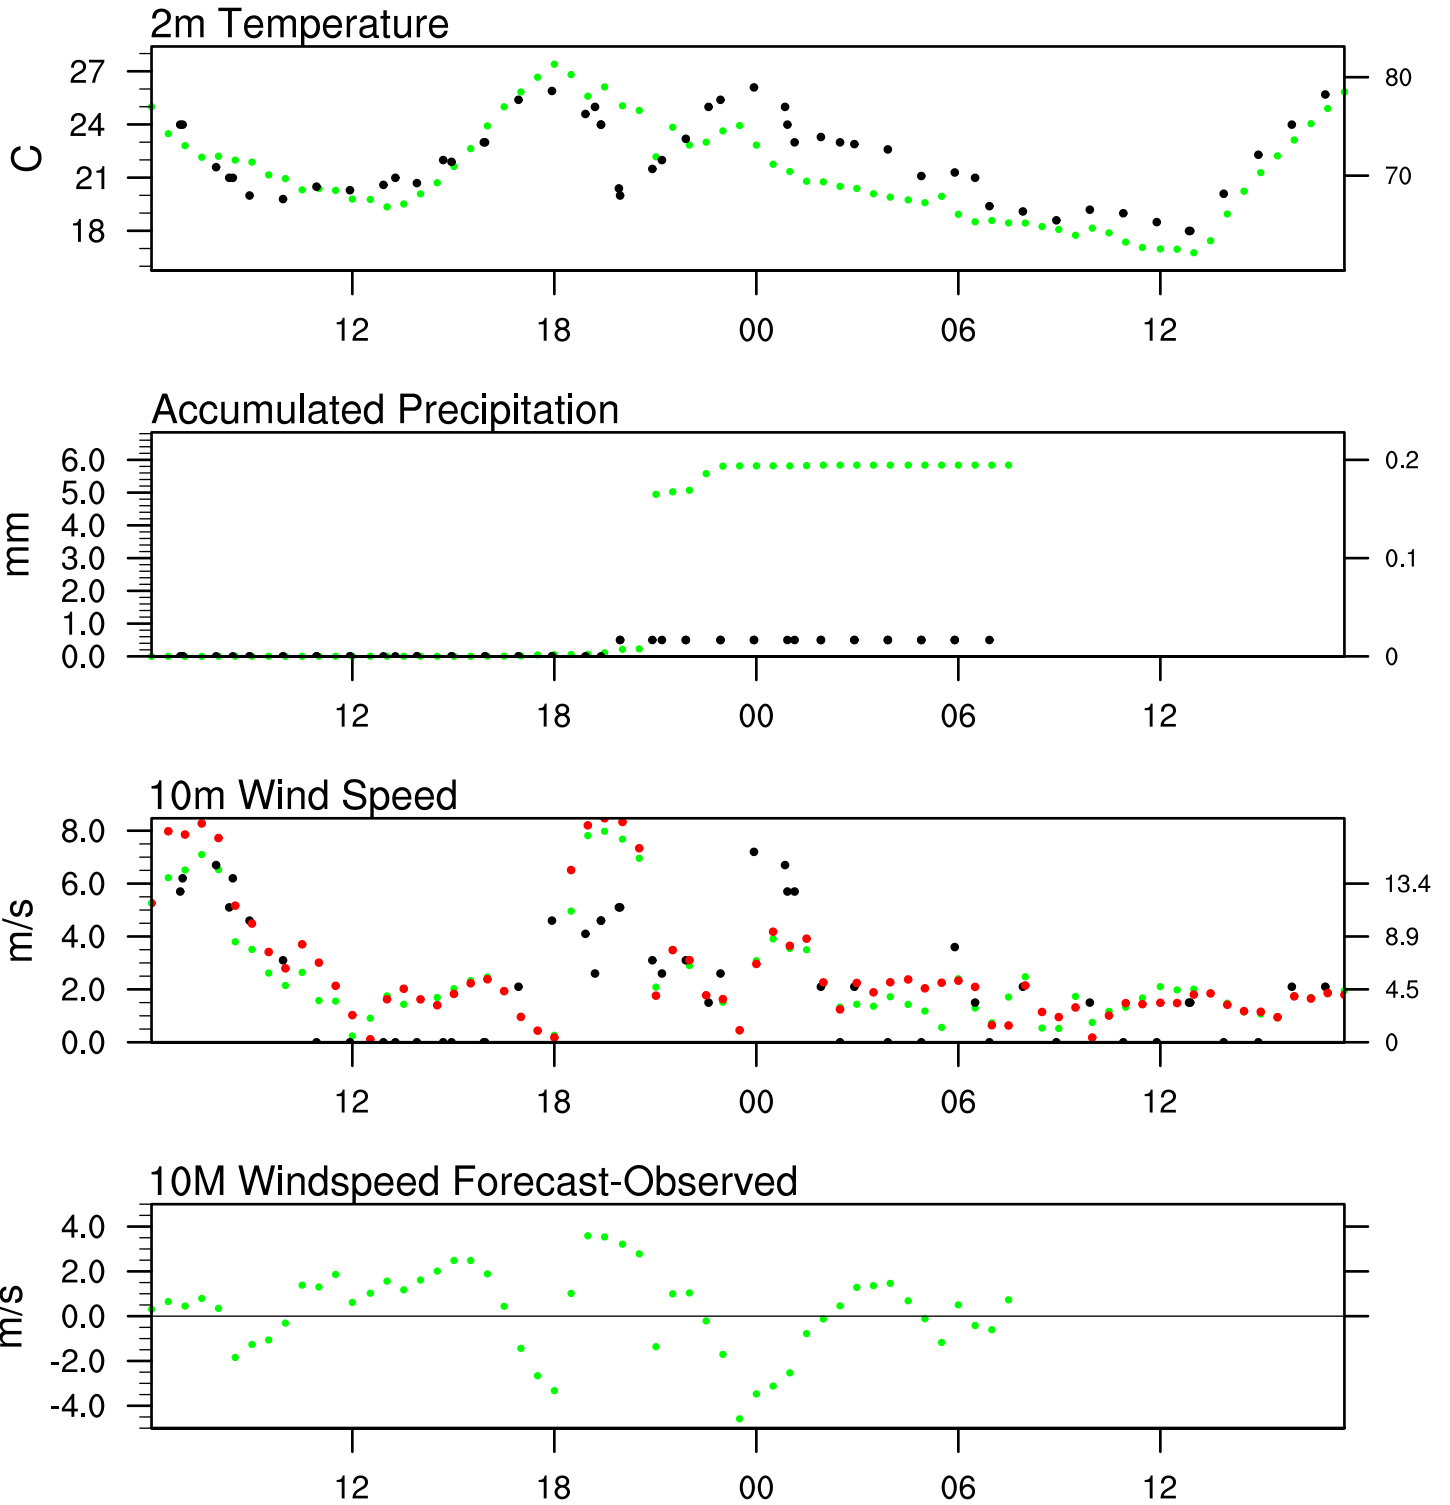 2m Temperature
27
24
21
18
C
80
70
12 18 00 06 12
Accumulated Precipitation
6.0
5.0
4.0
3.0
2.0
1.0
0.0
mm
0.2
0.1
0
12 18 00 06 12
10m Wind Speed
8.0
6.0
4.0
2.0
0.0
m/s
13.4
8.9
4.5
0
12 18 00 06 12
10M Windspeed Forecast-Observed
4.0
2.0
0.0
-2.0
-4.0
m/s
12 18 00 06 12